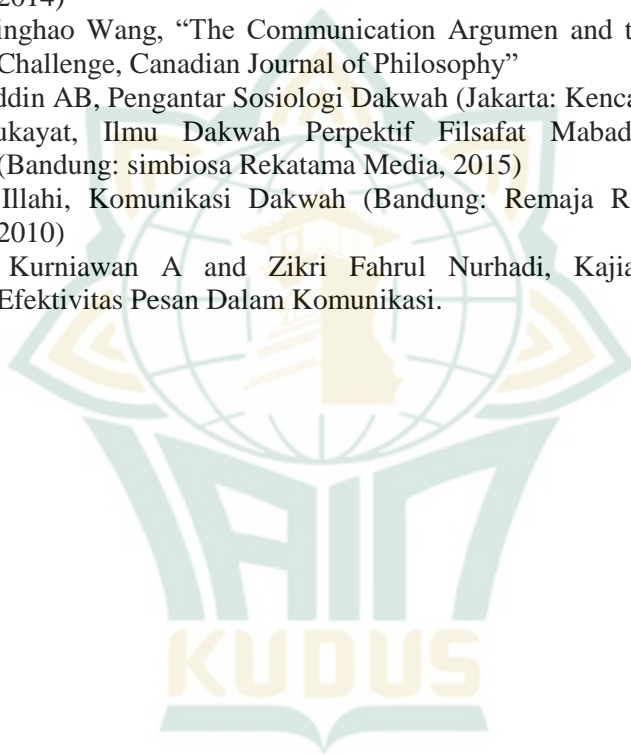 2014)
inghao Wang, “The Communication Argumen and t
Challenge, Canadian Journal of Philosophy”
ddin AB, Pengantar Sosiologi Dakwah (Jakarta: Kenca
ukayat, Ilmu Dakwah Perpektif Filsafat Mabad
(Bandung: simbiosa Rekatama Media, 2015)
Illahi, Komunikasi Dakwah (Bandung: Remaja R
2010)
Kurniawan A and Zikri Fahrul Nurhadi, Kajia
Efektivitas Pesan Dalam Komunikasi.
IAIN
KUDUS